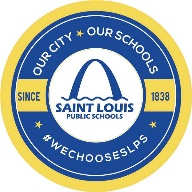 OUR CITY ★ OUR SCHOOLS
SINCE 1838
SAINT LOUIS
PUBLIC SCHOOLS
#WECHOOSESLPS